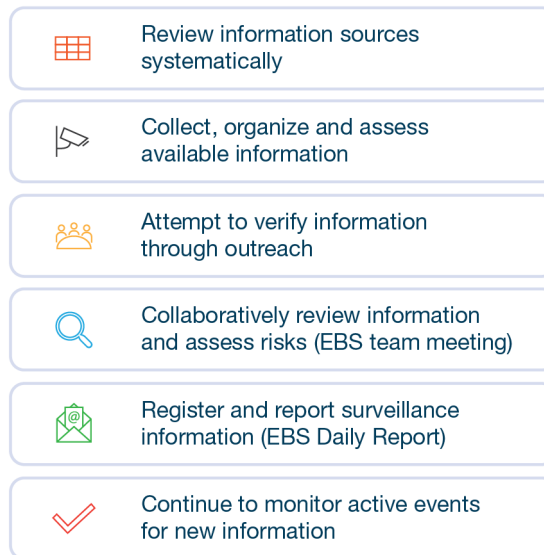 Review information sources
systematically
Collect, organize and assess
available information
Attempt to verify information
through outreach
Collaboratively review information
and assess risks (EBS team meeting)
@
Register and report surveillance
information (EBS Daily Report)
Continue to monitor active events
for new information